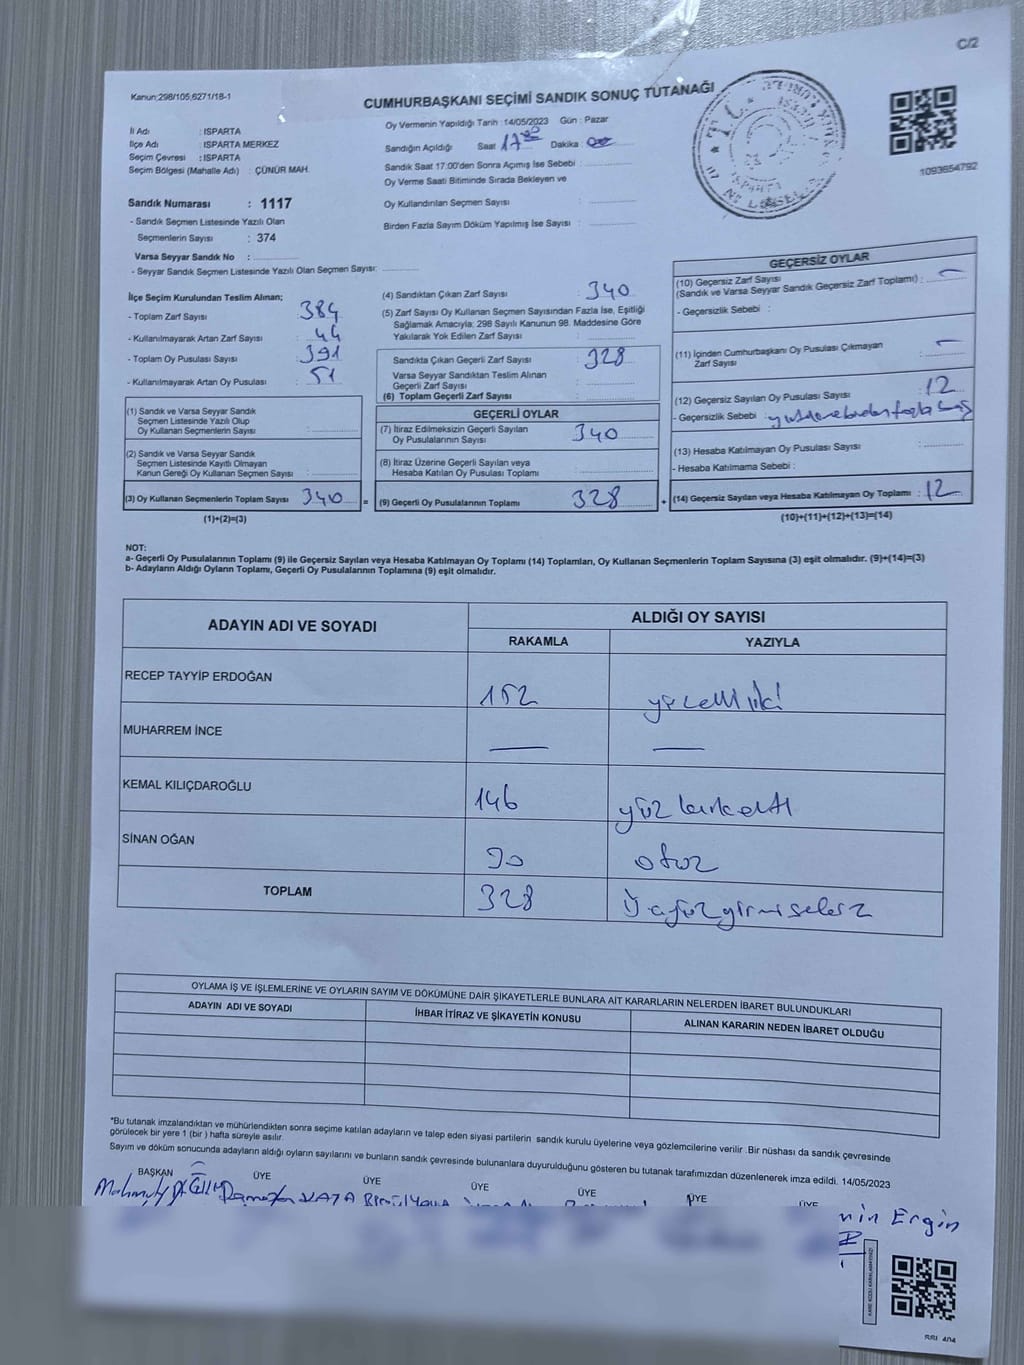 C/2
Kanun:298/105,6271/18-1
CUMHURBAŞKANI SEÇİMİ SANDIK SONUÇ TUTANAĞI
1093654792
İl Adı : ISPARTA
İlçe Adı : ISPARTA MERKEZ
Seçim Çevresi : ISPARTA
Seçim Bölgesi (Mahalle Adı) : ÇÜNÜR MAH.
Sandık Numarası : 1117
- Sandık Seçmen Listesinde Yazılı Olan
Seçmenlerin Sayısı : 374
Varsa Seyyar Sandık No :
- Seyyar Sandık Seçmen Listesinde Yazılı Olan Seçmen Sayısı:
Oy Vermenin Yapıldığı Tarih : 14/05/2023 Gün : Pazar
Sandığın Açıldığı Saat : 17:00 Dakika : 00
Sandık Saat 17:00'den Sonra Açımış İse Sebebi :
Oy Verme Saati Bitiminde Sırada Bekleyen ve
Oy Kullandırılan Seçmen Sayısı :
Birden Fazla Sayım Döküm Yapılmış İse Sayısı :
İlçe Seçim Kurulundan Teslim Alınan;
- Toplam Zarf Sayısı : 384
- Kullanılmayarak Artan Zarf Sayısı : 44
- Toplam Oy Pusulası Sayısı : 391
- Kullanılmayarak Artan Oy Pusulası : 51
(1) Sandık ve Varsa Seyyar Sandık
Seçmen Listesinde Yazılı Olup
Oy Kullanan Seçmenlerin Sayısı :
(2) Sandık ve Varsa Seyyar Sandık
Seçmen Listesinde Kayıtlı Olmayan
Kanun Gereği Oy Kullanan Seçmen Sayısı :
(3) Oy Kullanan Seçmenlerin Toplam Sayısı : 340 =
(1)+(2)=(3)
(4) Sandıktan Çıkan Zarf Sayısı : 340
(5) Zarf Sayısı Oy Kullanan Seçmen Sayısından Fazla İse, Eşitliği
Sağlamak Amacıyla; 298 Sayılı Kanunun 98. Maddesine Göre
Yakılarak Yok Edilen Zarf Sayısı :
Sandıkta Çıkan Geçerli Zarf Sayısı : 328
Varsa Seyyar Sandıktan Teslim Alınan
Geçerli Zarf Sayısı :
(6) Toplam Geçerli Zarf Sayısı :
GEÇERLİ OYLAR
(7) İtiraz Edilmeksizin Geçerli Sayılan
Oy Pusulalarının Sayısı : 340
(8) İtiraz Üzerine Geçerli Sayılan veya
Hesaba Katılan Oy Pusulası Toplamı :
(9) Geçerli Oy Pusulalarının Toplamı : 328 +
GEÇERSİZ OYLAR
(10) Geçersiz Zarf Sayısı
(Sandık ve Varsa Seyyar Sandık Geçersiz Zarf Toplamı) : —
- Geçersizlik Sebebi :
(11) İçinden Cumhurbaşkanı Oy Pusulası Çıkmayan
Zarf Sayısı : —
(12) Geçersiz Sayılan Oy Pusulası Sayısı : 12
- Geçersizlik Sebebi :
(13) Hesaba Katılmayan Oy Pusulası Sayısı :
- Hesaba Katılmama Sebebi :
(14) Geçersiz Sayılan veya Hesaba Katılmayan Oy Toplamı : 12
(10)+(11)+(12)+(13)=(14)
NOT:
a- Geçerli Oy Pusulalarının Toplamı (9) ile Geçersiz Sayılan veya Hesaba Katılmayan Oy Toplamı (14) Toplamları, Oy Kullanan Seçmenlerin Toplam Sayısına (3) eşit olmalıdır. (9)+(14)=(3)
b- Adayların Aldığı Oyların Toplamı, Geçerli Oy Pusulalarının Toplamına (9) eşit olmalıdır.
ADAYIN ADI VE SOYADI ALDIĞI OY SAYISI
RAKAMLA YAZIYLA
RECEP TAYYİP ERDOĞAN 152 yüzelliiki
MUHARREM İNCE — —
KEMAL KILIÇDAROĞLU 146 yüz kırkaltı
SİNAN OĞAN 30 otuz
TOPLAM 328 üçyüzyirmisekiz
OYLAMA İŞ VE İŞLEMLERİNE VE OYLARIN SAYIM VE DÖKÜMÜNE DAİR ŞİKAYETLERLE BUNLARA AİT KARARLARIN NELERDEN İBARET BULUNDUKLARI
ADAYIN ADI VE SOYADI İHBAR İTİRAZ VE ŞİKAYETİN KONUSU ALINAN KARARIN NEDEN İBARET OLDUĞU
*Bu tutanak imzalandıktan ve mühürlendikten sonra seçime katılan adayların ve talep eden siyasi partilerin sandık kurulu üyelerine veya gözlemcilerine verilir .Bir nüshası da sandık çevresinde
görülecek bir yere 1 (bir ) hafta süreyle asılır.
Sayım ve döküm sonucunda adayların aldığı oyların sayılarını ve bunların sandık çevresinde bulunanlara duyurulduğunu gösteren bu tutanak tarafımızdan düzenlenerek imza edildi. 14/05/2023
BAŞKAN ÜYE ÜYE ÜYE ÜYE ÜYE ÜYE
Ergin